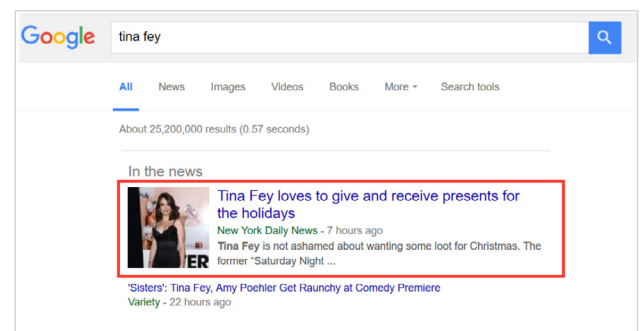 Google tina fey
All News Images Videos Books More Search tools
About 25,200,000 results (0.57 seconds)
In the news
Tina Fey loves to give and receive presents for
the holidays
New York Daily News - 7 hours ago
Tina Fey is not ashamed about wanting some loot for Christmas. The
former "Saturday Night ...
ER
'Sisters': Tina Fey, Amy Poehler Get Raunchy at Comedy Premiere
Variety - 22 hours ago